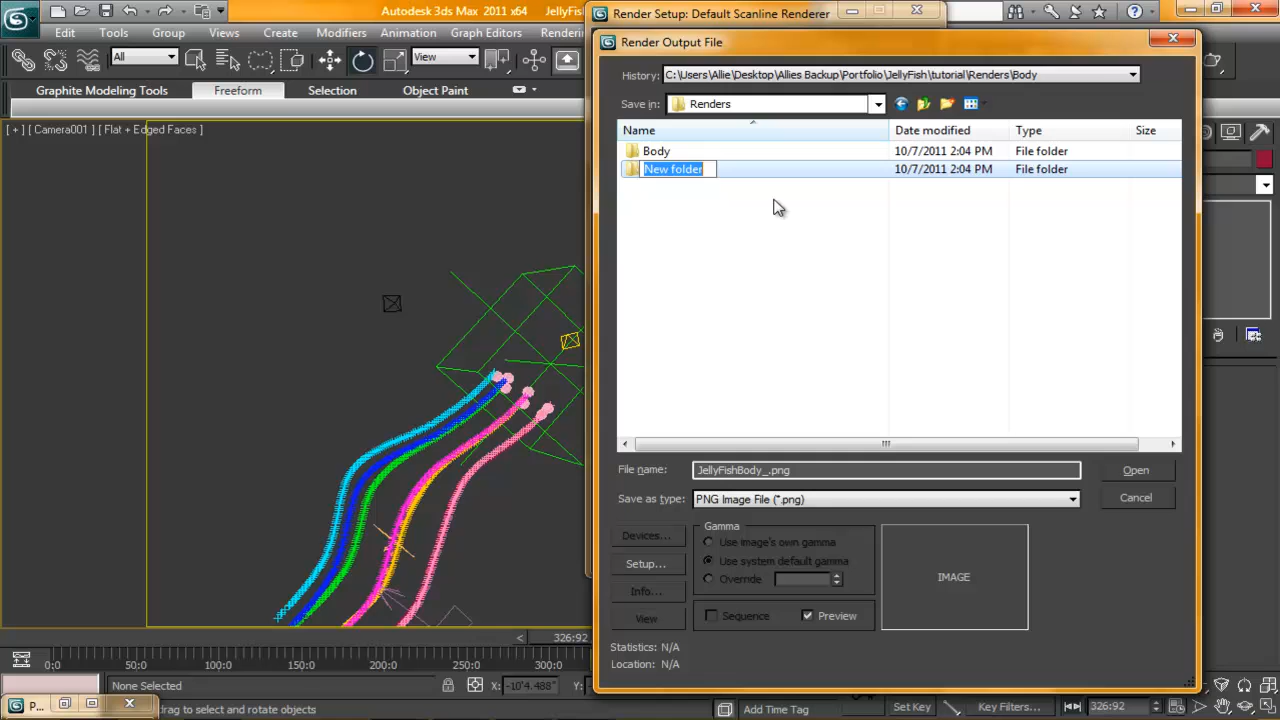 Autodesk 3ds Max 2011 x64 JellyFis
Render Setup: Default Scanline Renderer
Edit Tools Group Views Create Modifiers Animation Graph Editors Rendering
All
View
Graphite Modeling Tools Freeform Selection Object Paint
[ + ] [ Camera001 ] [ Flat + Edged Faces ]
Render Output File
History: C:\Users\Allie\Desktop\Allies Backup\Portfolio\JellyFish\tutorial\Renders\Body
Save in: Renders
Name Date modified Type Size
Body 10/7/2011 2:04 PM File folder
New folder 10/7/2011 2:04 PM File folder
File name: JellyFishBody_.png Open
Save as type: PNG Image File (*.png) Cancel
Devices...
Setup...
Info...
View
Gamma
Use image's own gamma
Use system default gamma
Override
Sequence Preview
IMAGE
Statistics: N/A
Location: N/A
< 326:92
0:0 50:0 100:0 150:0 200:0 250:0 300:0
None Selected X: -10'4.488" Y:
P...
drag to select and rotate objects
Add Time Tag
Set Key Key Filters... 326:92